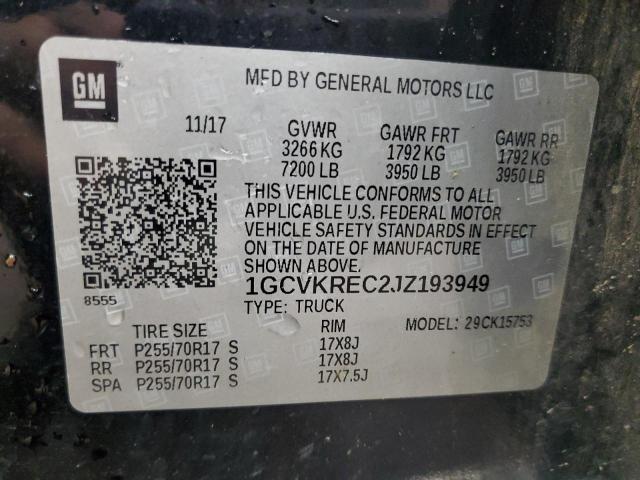 GM
MFD BY GENERAL MOTORS LLC
11/17 GVWR GAWR FRT GAWR RR
3266 KG 1792 KG 1792 KG
7200 LB 3950 LB 3950 LB
THIS VEHICLE CONFORMS TO ALL
APPLICABLE U.S. FEDERAL MOTOR
VEHICLE SAFETY STANDARDS IN EFFECT
ON THE DATE OF MANUFACTURE
SHOWN ABOVE.
8555
1GCVKREC2JZ193949
TYPE: TRUCK
MODEL: 29CK15753
TIRE SIZE RIM
FRT P255/70R17 S 17X8J
RR P255/70R17 S 17X8J
SPA P255/70R17 S 17X7.5J